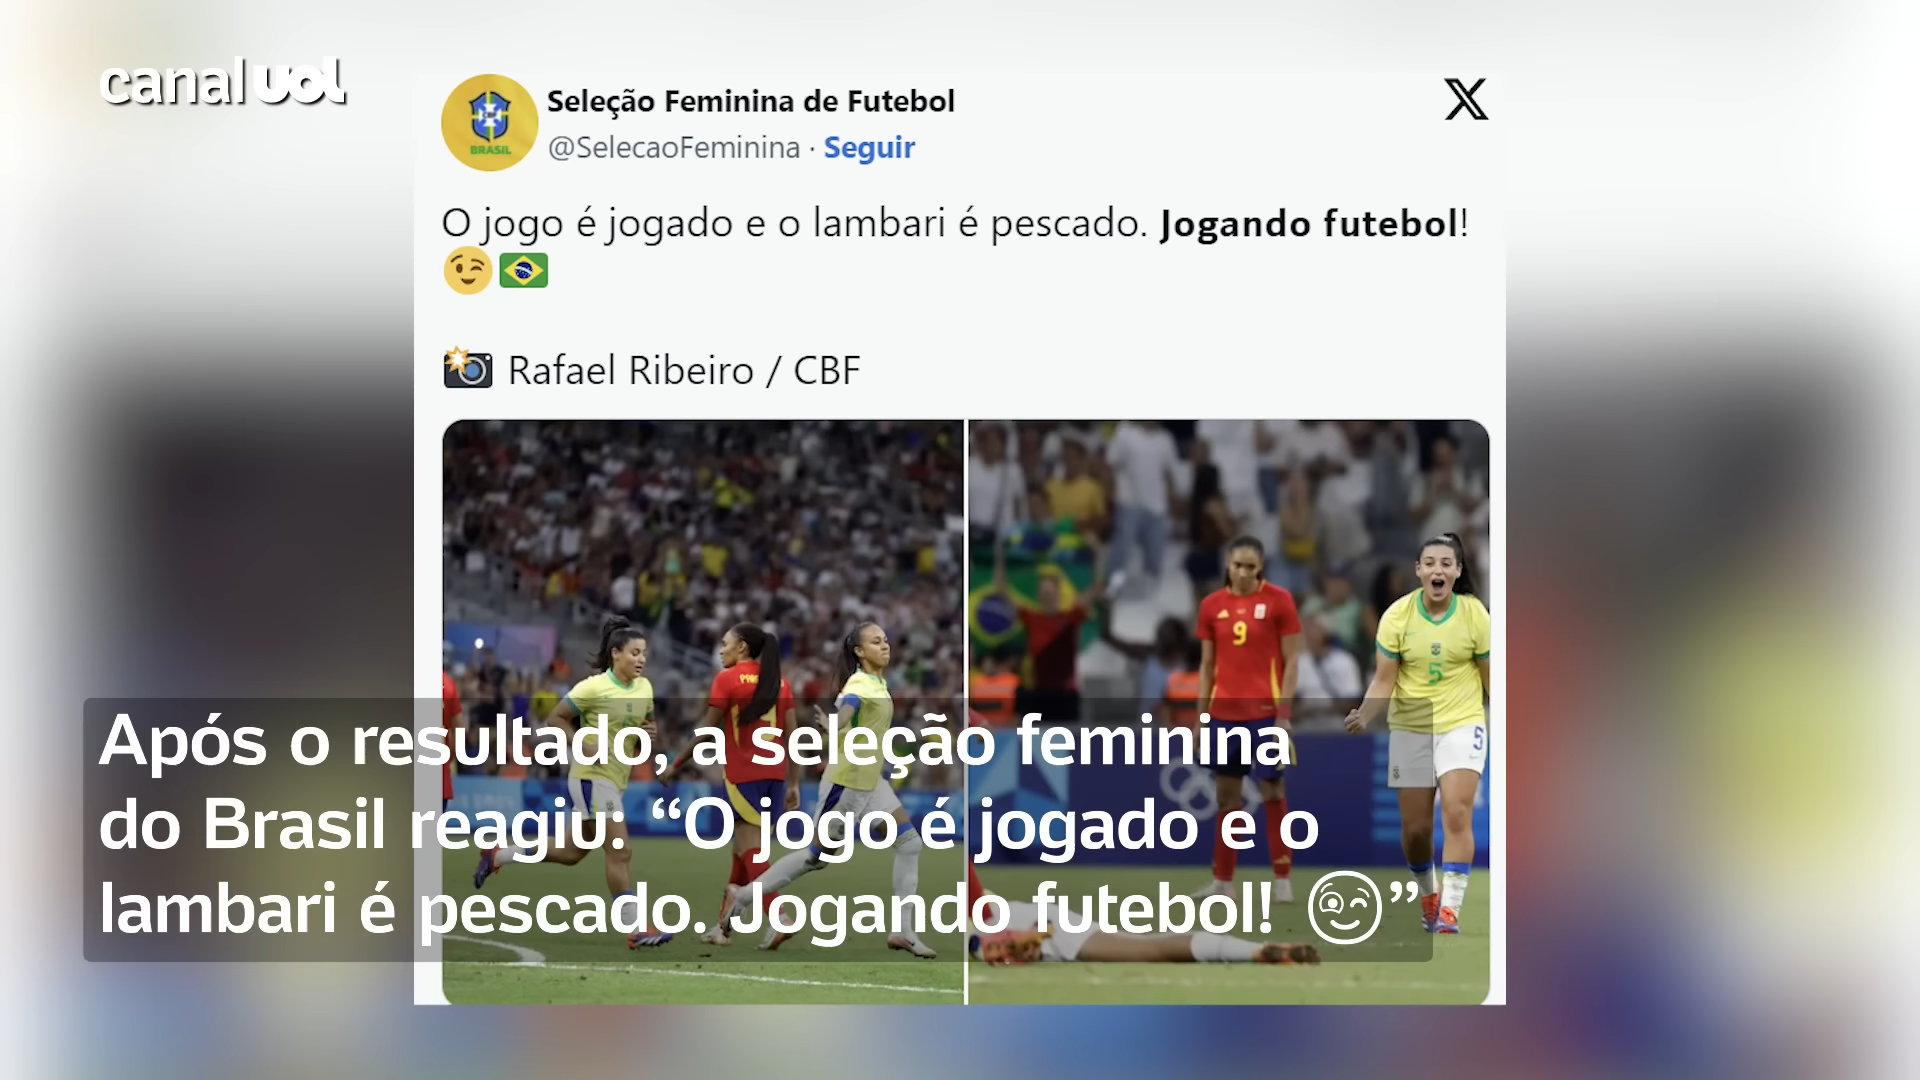 canal uol
Seleção Feminina de Futebol
@SelecaoFeminina · Seguir
BRASIL
O jogo é jogado e o lambari é pescado. Jogando futebol!
😉🇧🇷
📸 Rafael Ribeiro / CBF
9
5
5
Após o resultado, a seleção feminina
do Brasil reagiu: “O jogo é jogado e o
lambari é pescado. Jogando futebol! 😉”